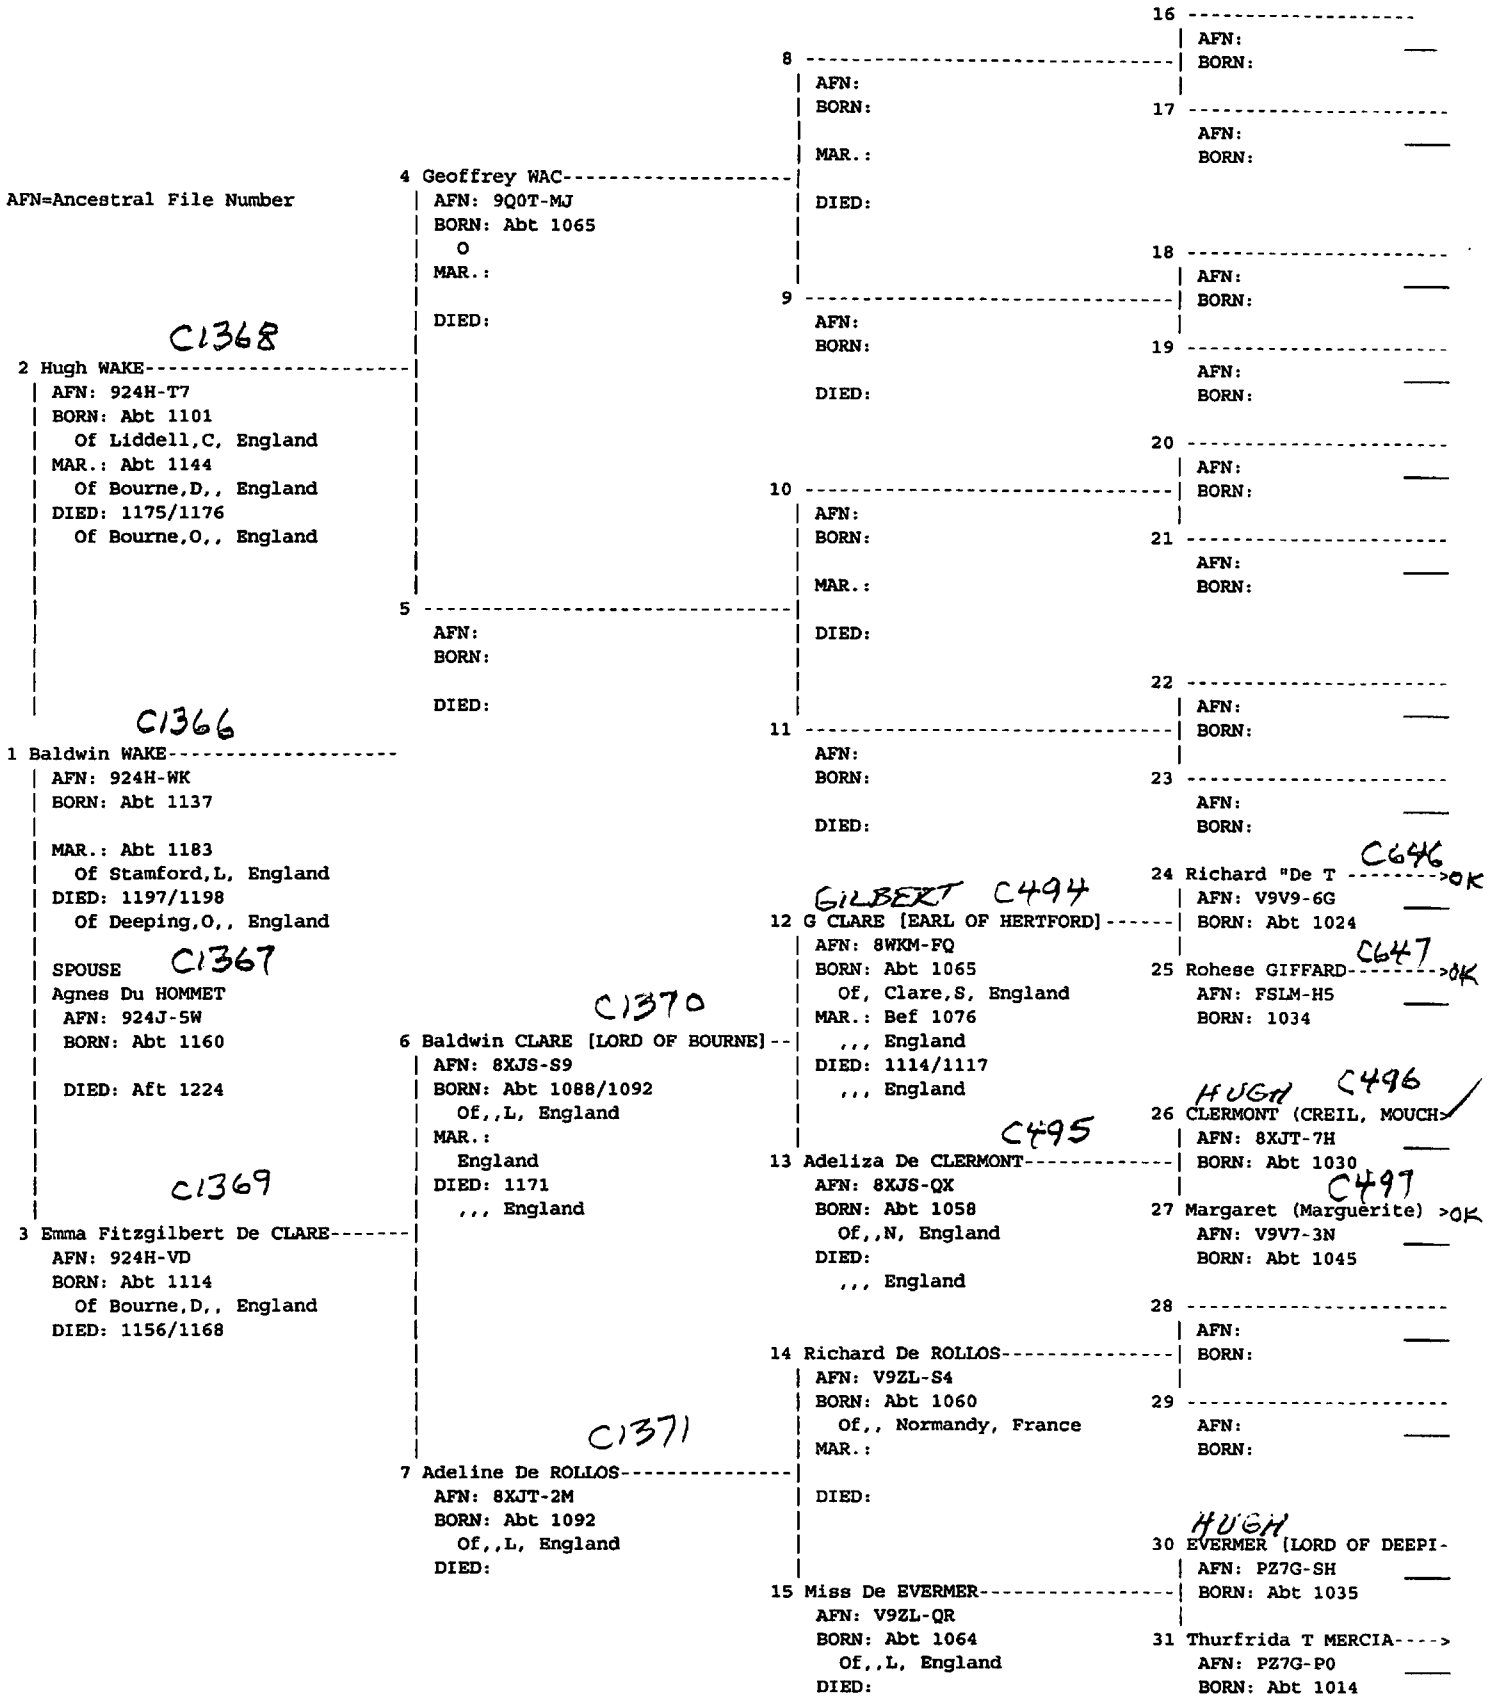 AFN=Ancestral File Number
C1368
2 Hugh WAKE
AFN: 924H-T7
BORN: Abt 1101
Of Liddell,C, England
MAR.: Abt 1144
Of Bourne,D,, England
DIED: 1175/1176
Of Bourne,O,, England
C1366
1 Baldwin WAKE
AFN: 924H-WK
BORN: Abt 1137
MAR.: Abt 1183
Of Stamford,L, England
DIED: 1197/1198
Of Deeping,O,, England
SPOUSE C1367
Agnes Du HOMMET
AFN: 924J-5W
BORN: Abt 1160
DIED: Aft 1224
C1369
3 Emma Fitzgilbert De CLARE
AFN: 924H-VD
BORN: Abt 1114
Of Bourne,D,, England
DIED: 1156/1168
4 Geoffrey WAC
AFN: 9Q0T-MJ
BORN: Abt 1065
O
MAR.:
DIED:
5
AFN:
BORN:
DIED:
C1370
6 Baldwin CLARE [LORD OF BOURNE]
AFN: 8XJS-S9
BORN: Abt 1088/1092
Of,,L, England
MAR.:
England
DIED: 1171
,,, England
C1371
7 Adeline De ROLLOS
AFN: 8XJT-2M
BORN: Abt 1092
Of,,L, England
DIED:
8
AFN:
BORN:
MAR.:
DIED:
9
AFN:
BORN:
DIED:
10
AFN:
BORN:
MAR.:
DIED:
11
AFN:
BORN:
DIED:
GILBERT C494
12 G CLARE [EARL OF HERTFORD]
AFN: 8WKM-FQ
BORN: Abt 1065
Of, Clare,S, England
MAR.: Bef 1076
,,, England
DIED: 1114/1117
,,, England
C495
13 Adeliza De CLERMONT
AFN: 8XJS-QX
BORN: Abt 1058
Of,,N, England
DIED:
,,, England
14 Richard De ROLLOS
AFN: V9ZL-S4
BORN: Abt 1060
Of,, Normandy, France
MAR.:
DIED:
15 Miss De EVERMER
AFN: V9ZL-QR
BORN: Abt 1064
Of,,L, England
DIED:
16
AFN:
BORN:
17
AFN:
BORN:
18
AFN:
BORN:
19
AFN:
BORN:
20
AFN:
BORN:
21
AFN:
BORN:
22
AFN:
BORN:
23
AFN:
BORN:
C646
24 Richard "De T -------->OK
AFN: V9V9-6G
BORN: Abt 1024
C647
25 Rohese GIFFARD-------->OK
AFN: FSLM-H5
BORN: 1034
HUGH C496
26 CLERMONT (CREIL, MOUCH>
AFN: 8XJT-7H
BORN: Abt 1030
C497
27 Margaret (Marguerite) >OK
AFN: V9V7-3N
BORN: Abt 1045
28
AFN:
BORN:
29
AFN:
BORN:
HUGH
30 EVERMER [LORD OF DEEPI-
AFN: PZ7G-SH
BORN: Abt 1035
31 Thurfrida T MERCIA---->
AFN: PZ7G-P0
BORN: Abt 1014